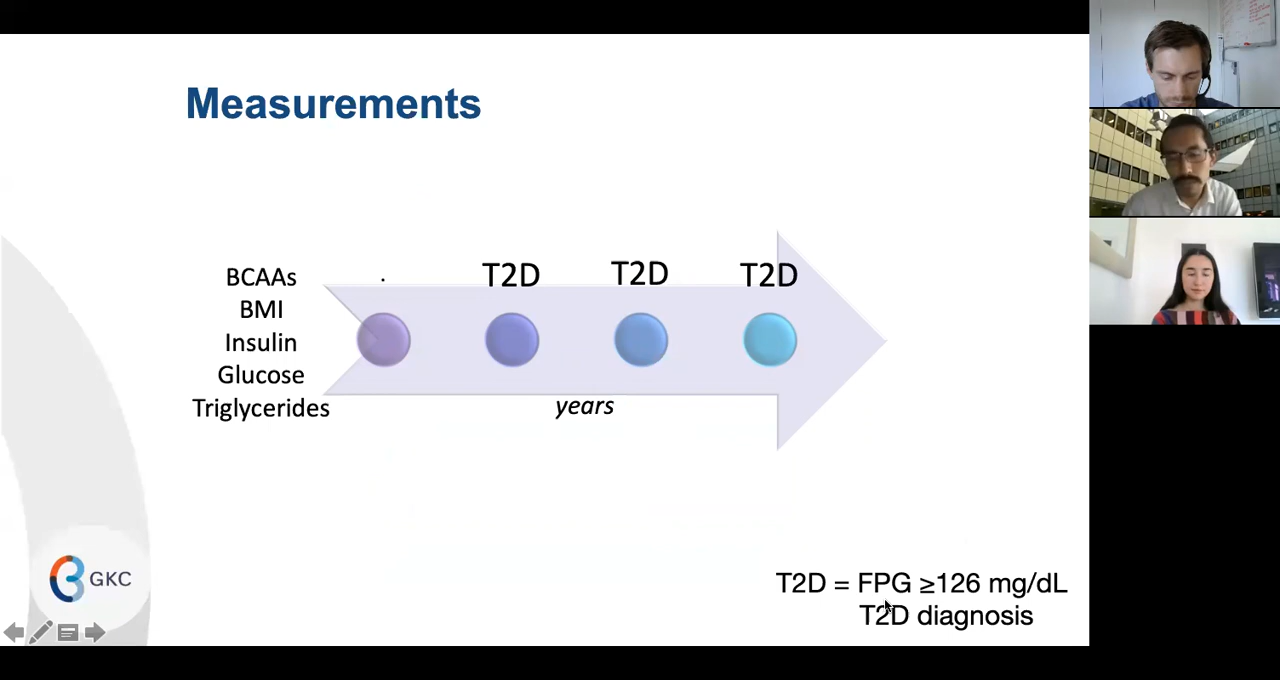 Measurements
BCAAs
BMI
Insulin
Glucose
Triglycerides
.
T2D
T2D
T2D
years
T2D = FPG ≥126 mg/dL
T2D diagnosis
GKC